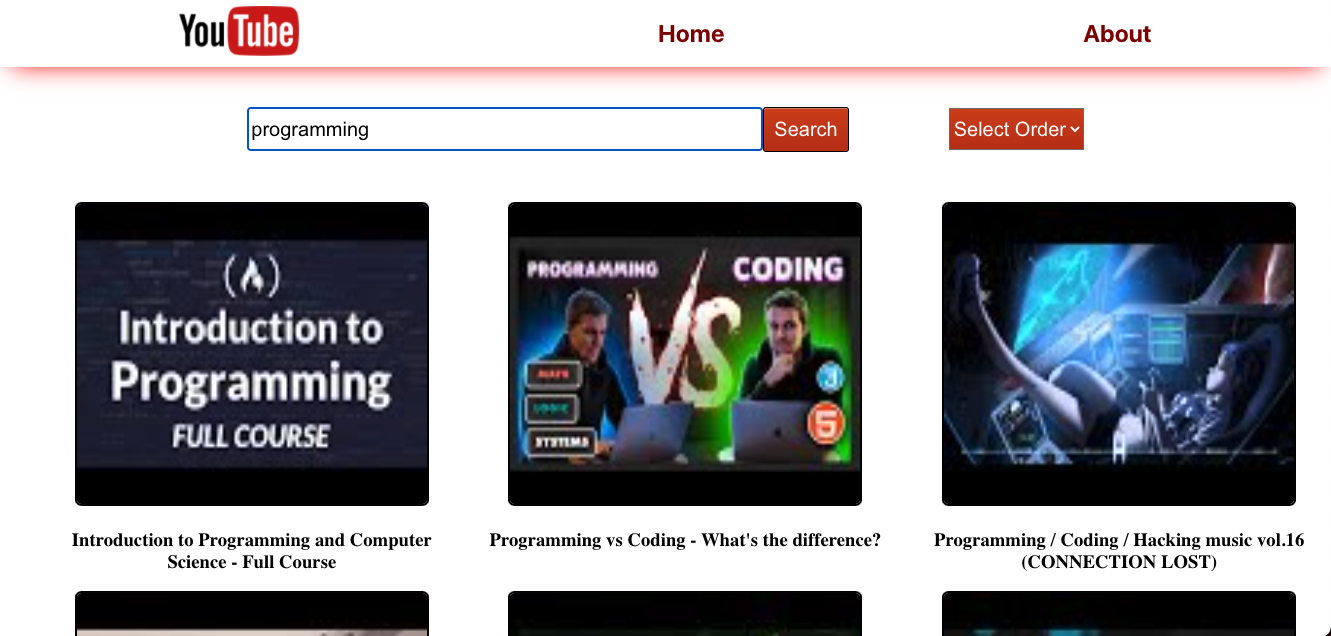 YouTube
Home
About
programming
Search
Select Order
Introduction to
Programming
FULL COURSE
PROGRAMMING
CODING
VS
MATH
LOGIC
SYSTEMS
3
5
Introduction to Programming and Computer
Science - Full Course
Programming vs Coding - What's the difference?
Programming / Coding / Hacking music vol.16
(CONNECTION LOST)